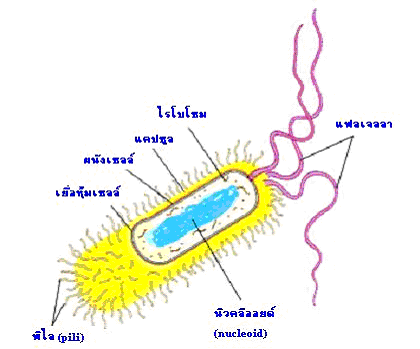 ไรโบโซม
แฟลเจลลา
แคปซูล
ผนังเซลล์
เยื่อหุ้มเซลล์
นิวคลีออยด์
(nucleoid)
พิไล (pili)